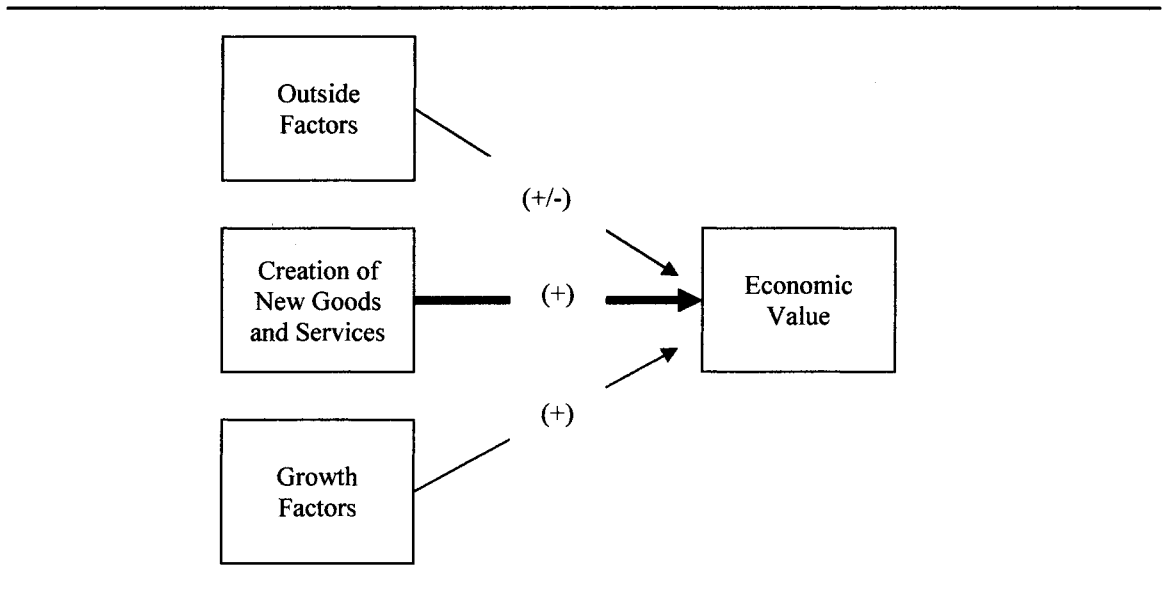 Outside
Factors
(+/-)
Creation of
New Goods
and Services
(+)
Economic
Value
(+)
Growth
Factors